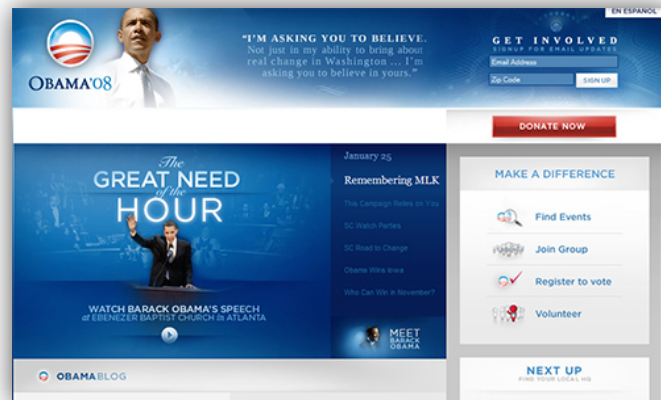 EN ESPAÑOL
OBAMA'08
"I'M ASKING YOU TO BELIEVE.
Not just in my ability to bring about
real change in Washington ... I'm
asking you to believe in yours."
GET INVOLVED
SIGNUP FOR EMAIL UPDATES
Email Address
Zip Code
SIGN UP
DONATE NOW
The
GREAT NEED
of the
HOUR
WATCH BARACK OBAMA'S SPEECH
at EBENEZER BAPTIST CHURCH in ATLANTA
January 25
Remembering MLK
This Campaign Relies on You
SC Watch Parties
SC Road to Change
Obama Wins Iowa
Who Can Win in November?
MEET
BARACK
OBAMA
MAKE A DIFFERENCE
Find Events
Join Group
Register to vote
Volunteer
OBAMABLOG
NEXT UP
FIND YOUR LOCAL HQ